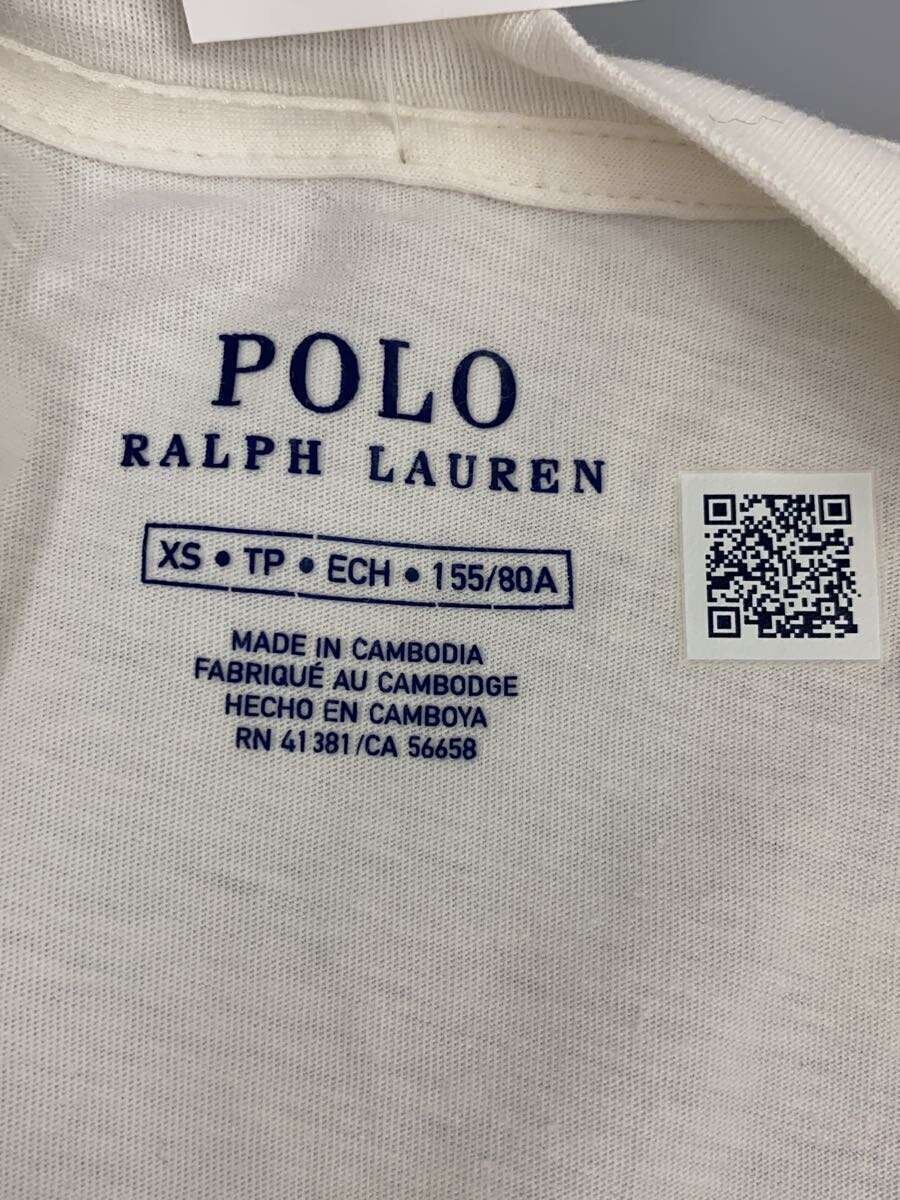 POLO
RALPH LAUREN
XS • TP • ECH • 155/80A
MADE IN CAMBODIA
FABRIQUÉ AU CAMBODGE
HECHO EN CAMBOYA
RN 41381/CA 56658